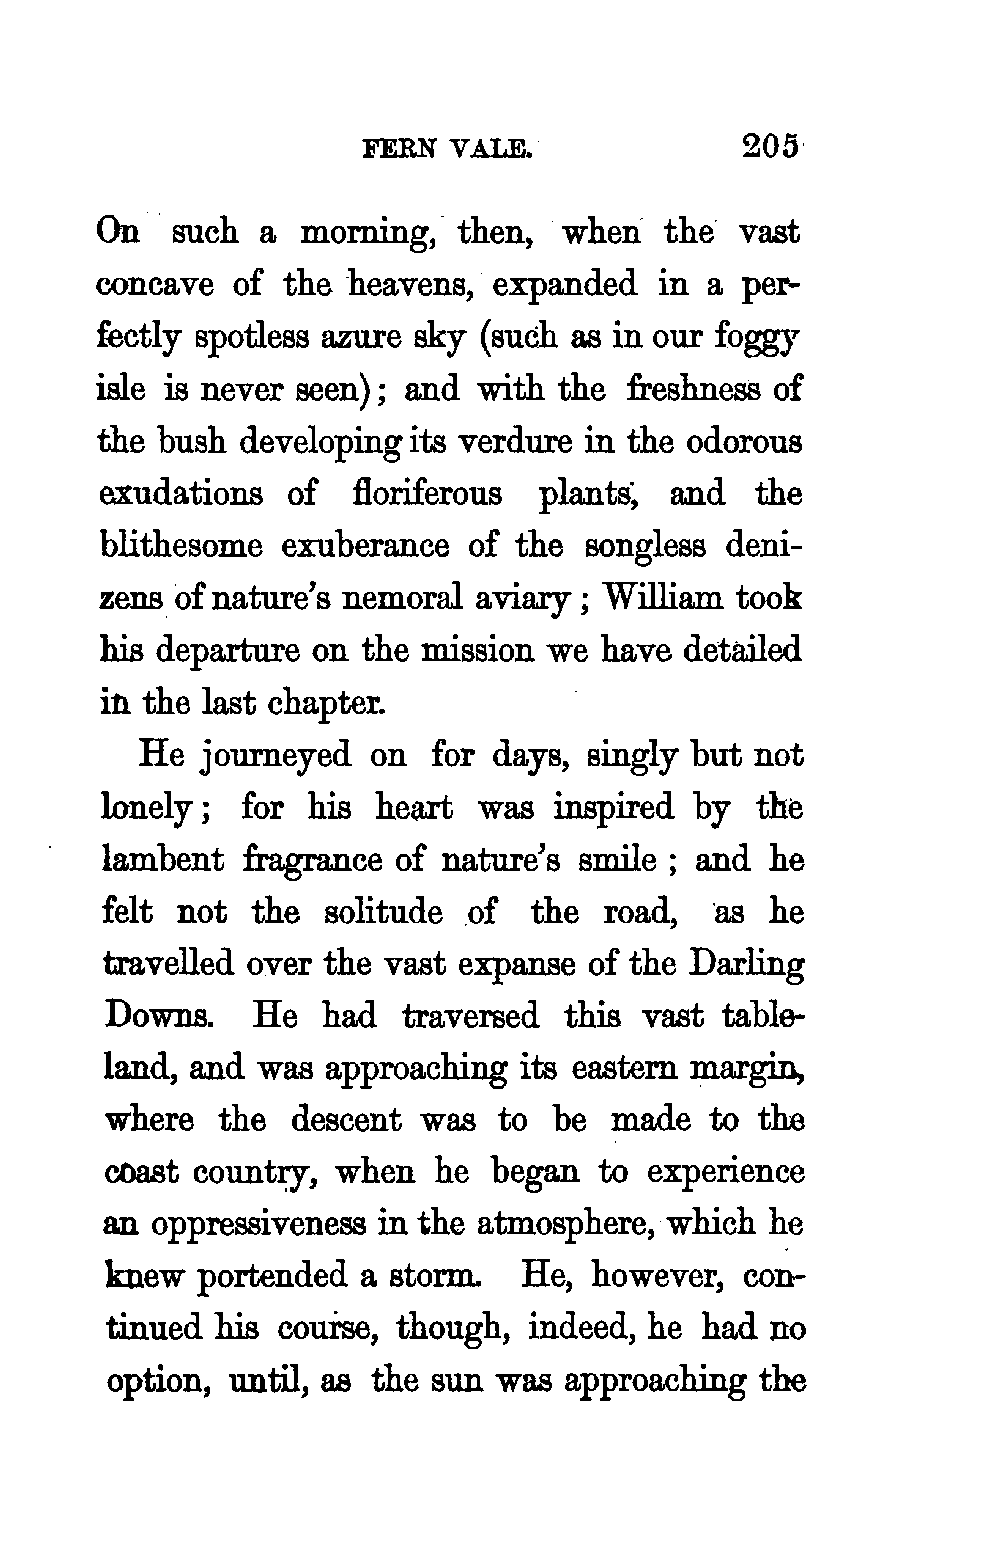 FERN VALE. 205
On such a morning, then, when the vast
concave of the heavens, expanded in a per-
fectly spotless azure sky (such as in our foggy
isle is never seen); and with the freshness of
the bush developing its verdure in the odorous
exudations of floriferous plants, and the
blithesome exuberance of the songless deni-
zens of nature's nemoral aviary; William took
his departure on the mission we have detailed
in the last chapter.
He journeyed on for days, singly but not
lonely; for his heart was inspired by the
lambent fragrance of nature's smile; and he
felt not the solitude of the road, as he
travelled over the vast expanse of the Darling
Downs. He had traversed this vast table-
land, and was approaching its eastern margin,
where the descent was to be made to the
coast country, when he began to experience
an oppressiveness in the atmosphere, which he
knew portended a storm. He, however, con-
tinued his course, though, indeed, he had no
option, until, as the sun was approaching the